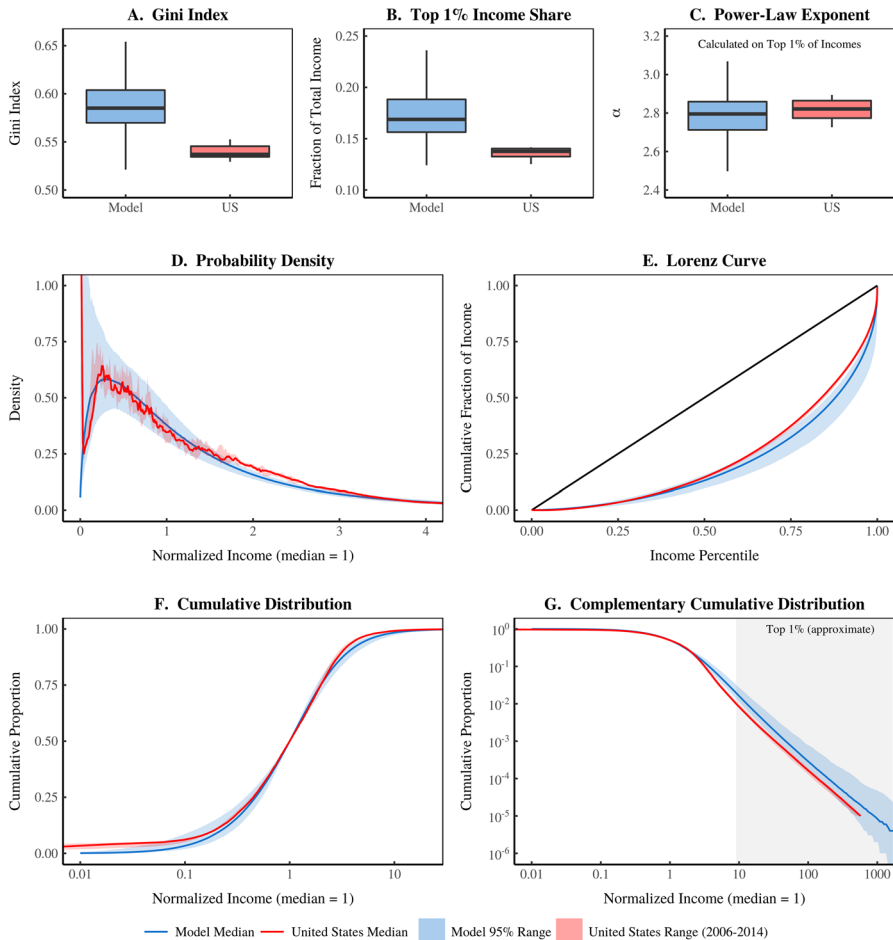 A. Gini Index
Gini Index
0.65
0.60
0.55
0.50
Model
US
B. Top 1% Income Share
Fraction of Total Income
0.25
0.20
0.15
0.10
Model
US
C. Power-Law Exponent
Calculated on Top 1% of Incomes
α
3.2
3.0
2.8
2.6
2.4
Model
US
D. Probability Density
Density
1.00
0.75
0.50
0.25
0.00
0
1
2
3
4
Normalized Income (median = 1)
E. Lorenz Curve
Cumulative Fraction of Income
1.00
0.75
0.50
0.25
0.00
0.00
0.25
0.50
0.75
1.00
Income Percentile
F. Cumulative Distribution
Cumulative Proportion
1.00
0.75
0.50
0.25
0.00
0.01
0.1
1
10
Normalized Income (median = 1)
G. Complementary Cumulative Distribution
Top 1% (approximate)
Cumulative Proportion
10^0
10^-1
10^-2
10^-3
10^-4
10^-5
10^-6
0.01
0.1
1
10
100
1000
Normalized Income (median = 1)
Model Median
United States Median
Model 95% Range
United States Range (2006-2014)